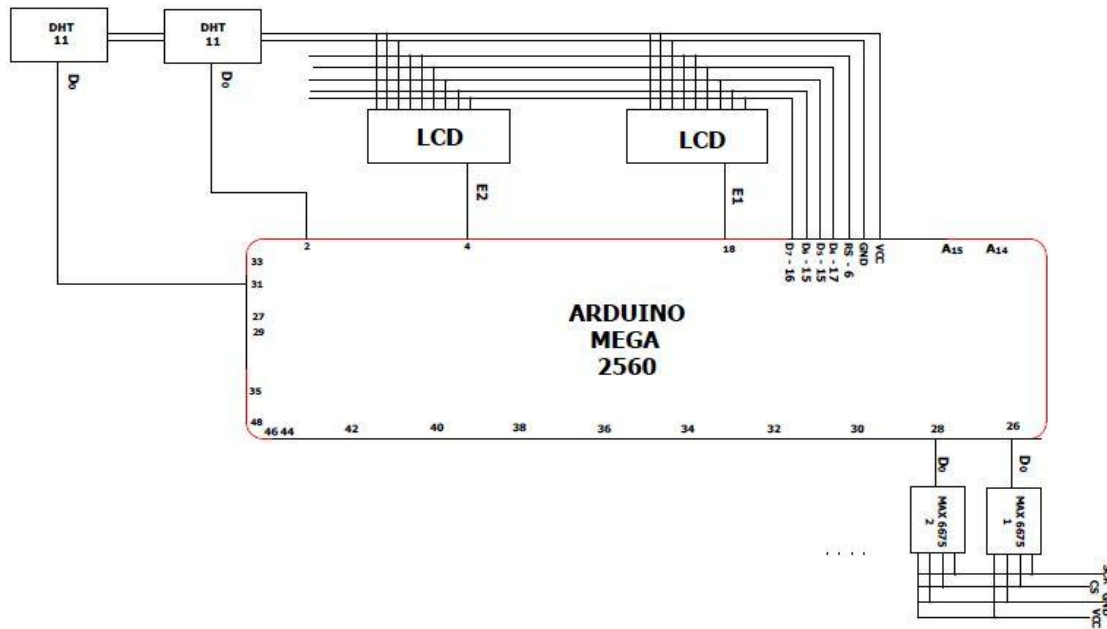 DHT
11
DHT
11
D0
D0
LCD
LCD
E2
E1
2
4
18
D7 - 16
D6 - 15
D5 - 15
D4 - 17
RS - 6
GND
VCC
A15
A14
33
31
27
29
35
48
46 44
42
40
38
36
34
32
30
28
26
ARDUINO
MEGA
2560
D0
D0
MAX 6675
2
MAX 6675
1
. . . .
CS
GND
VCC